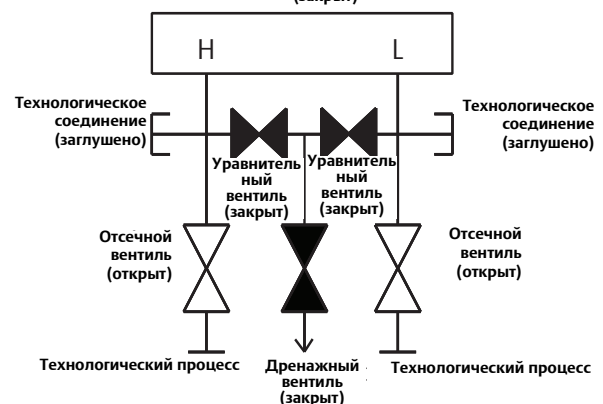 (закрыт)
H
L
Технологическое
соединение
(заглушено)
Технологическое
соединение
(заглушено)
Уравнитель
ный
вентиль
(закрыт)
Уравнитель
ный
вентиль
(закрыт)
Отсечной
вентиль
(открыт)
Отсечной
вентиль
(открыт)
Технологический процесс
Дренажный
вентиль
(закрыт)
Технологический процесс